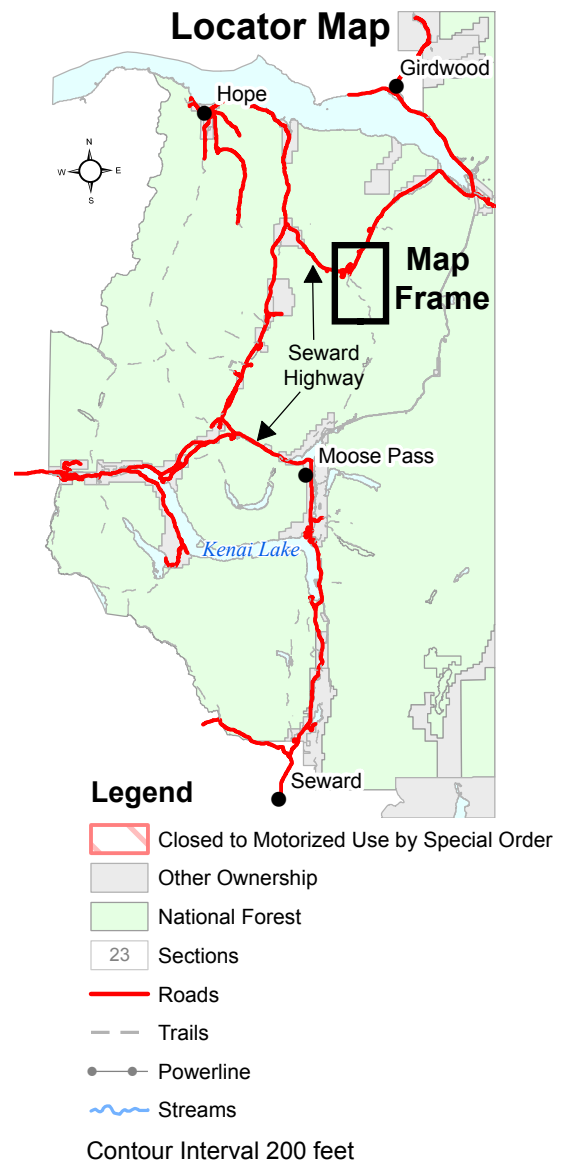 Locator Map
Girdwood
Hope
N
W
E
S
Map
Frame
Seward
Highway
Moose Pass
Kenai Lake
Seward
Legend
Closed to Motorized Use by Special Order
Other Ownership
National Forest
23
Sections
Roads
Trails
Powerline
Streams
Contour Interval 200 feet